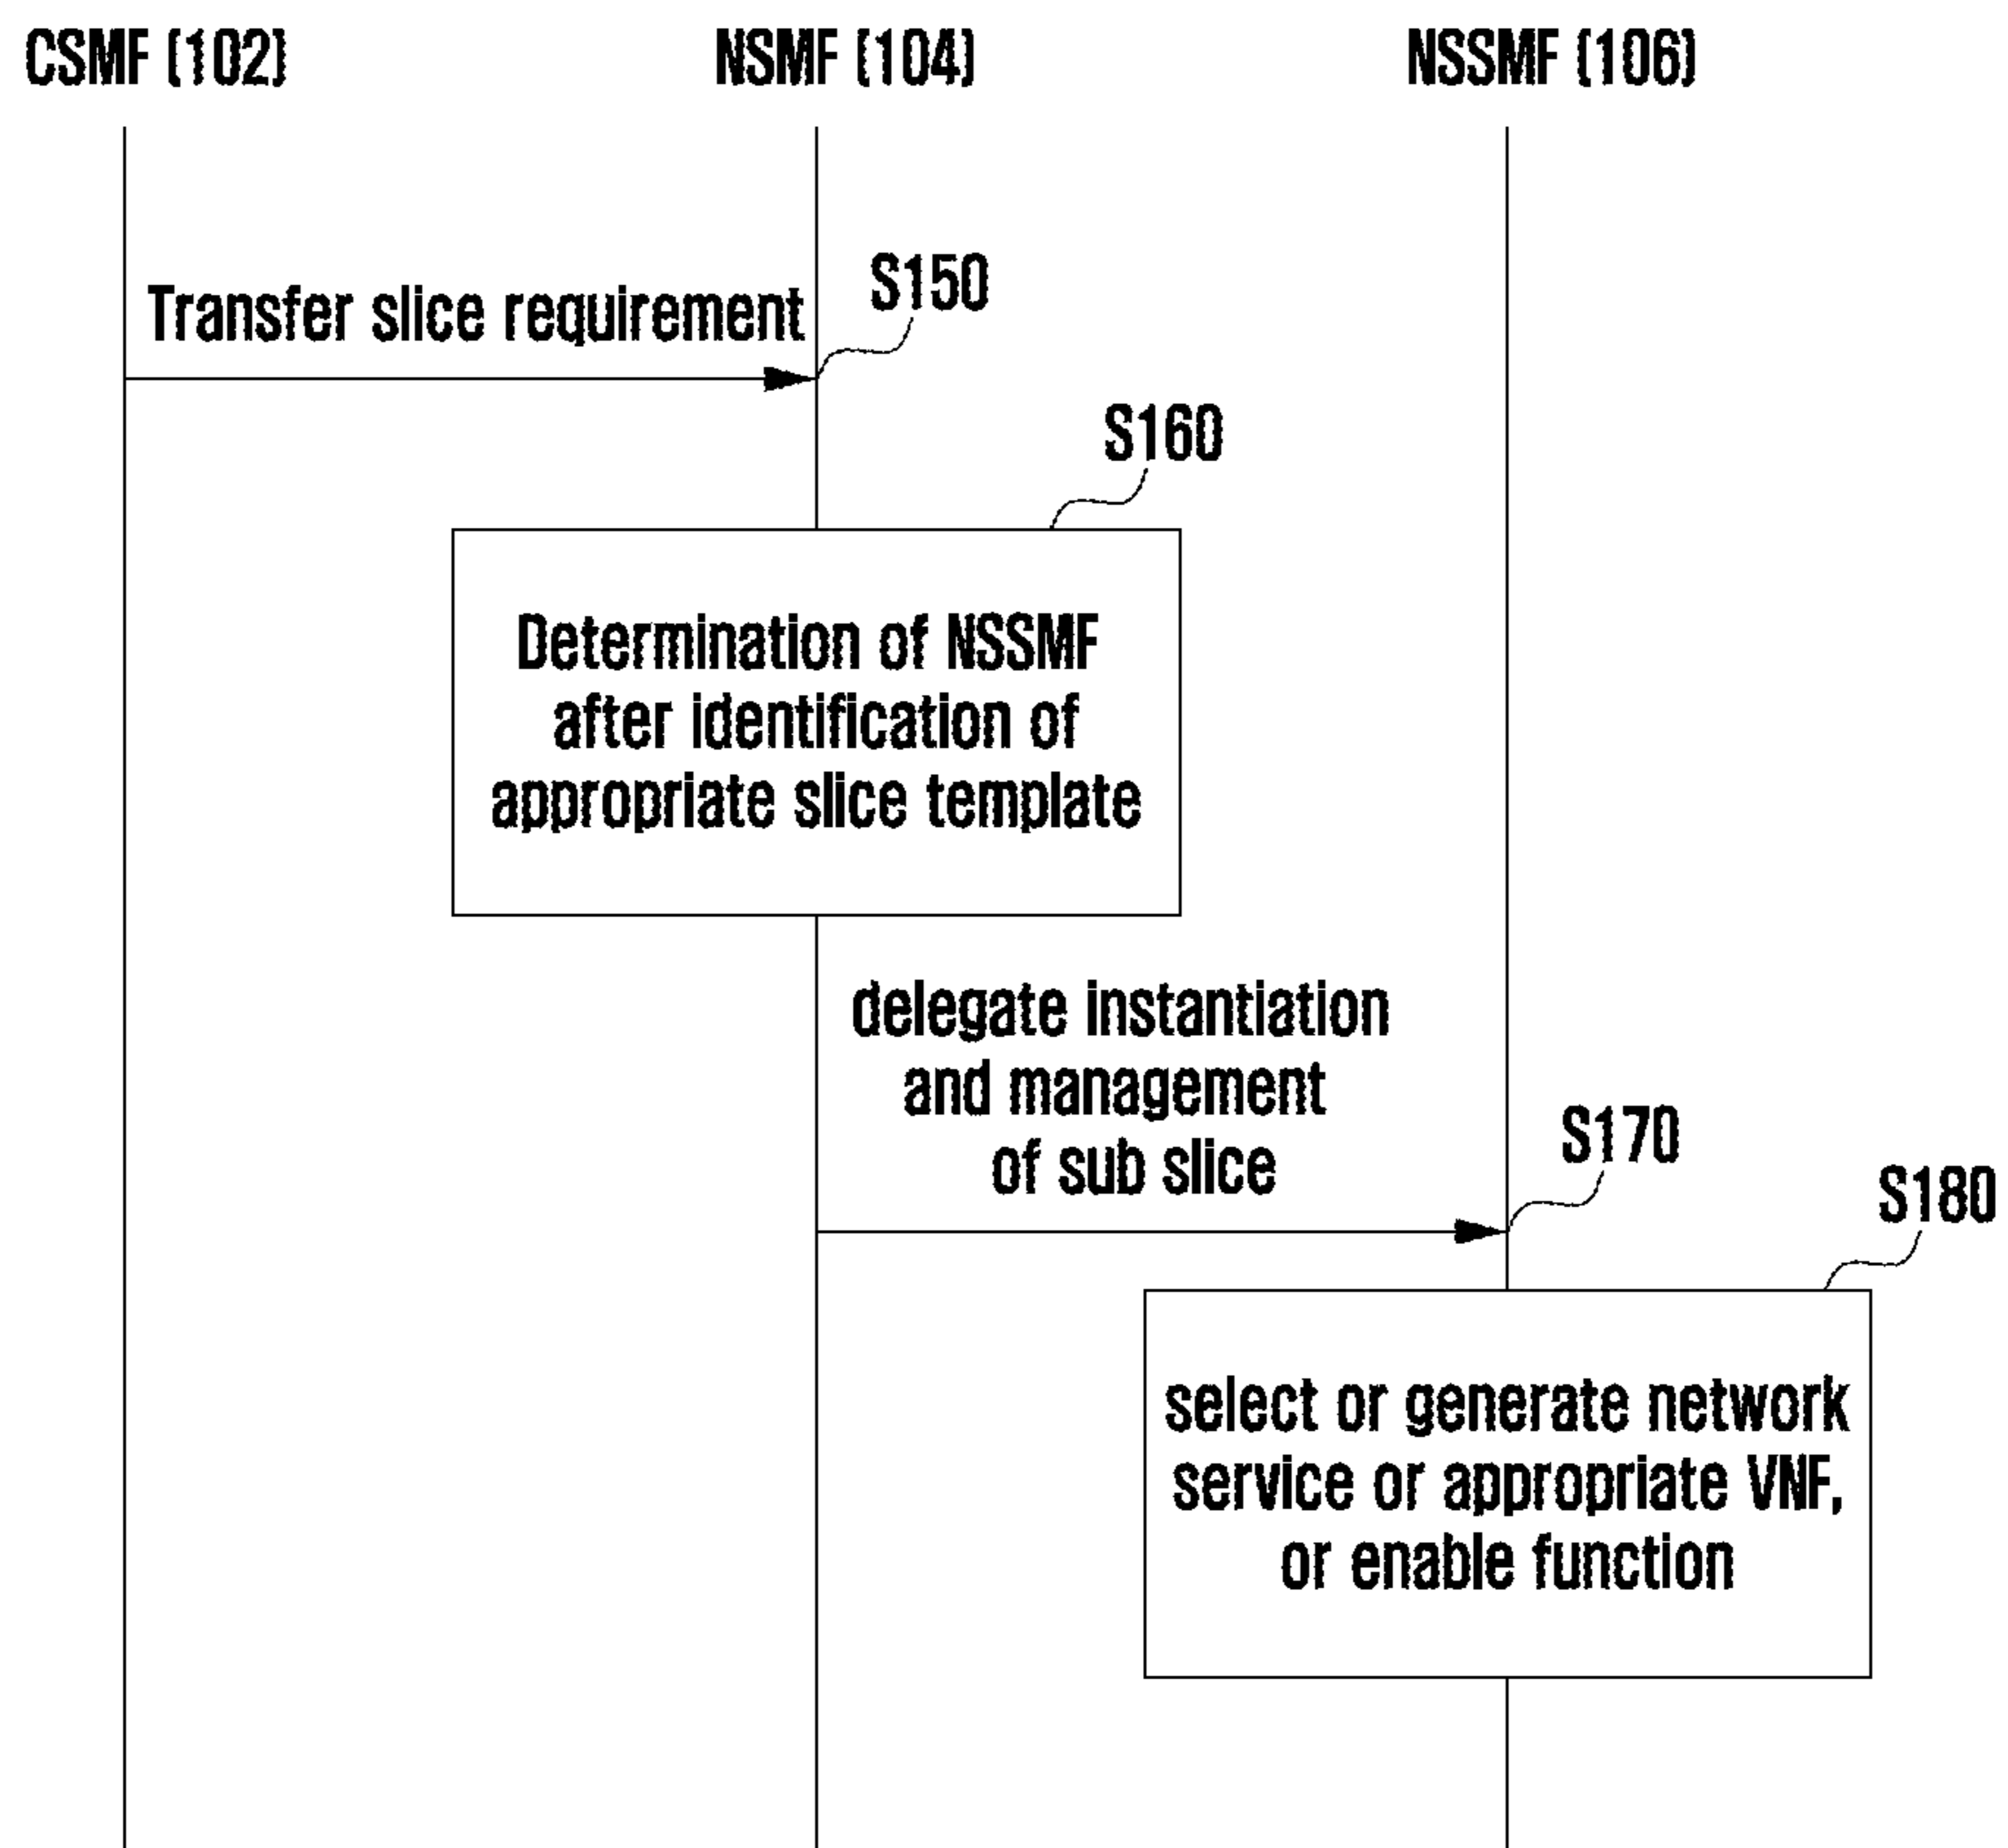 CSMF (102)
NSMF (104)
NSSMF (106)
Transfer slice requirement
S150
S160
Determination of NSSMF
after identification of
appropriate slice template
delegate instantiation
and management
of sub slice
S170
S180
select or generate network
service or appropriate VNF,
or enable function